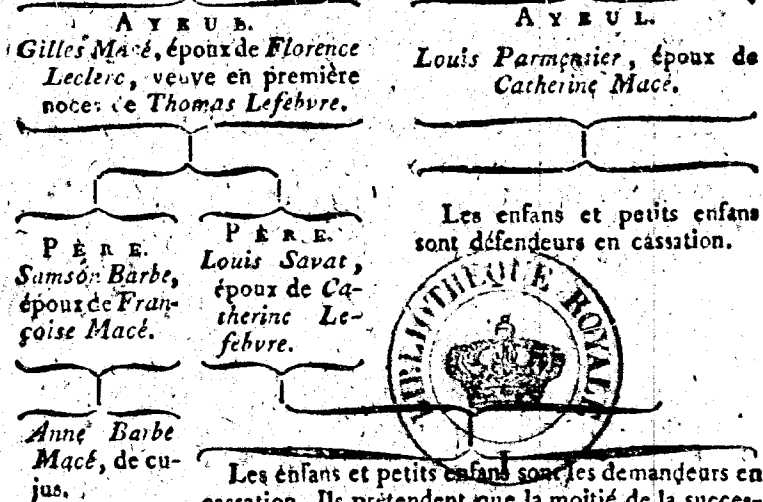 AYEUL.
Gilles Macé, époux de Florence
Leclerc, veuve en première
noces de Thomas Lefebvre.
AYEUL.
Louis Parmentier, époux de
Catherine Macé.
Les enfans et petits enfans
sont défendeurs en cassation.
PÈRE.
Samson Barbe,
époux de Fran-
çoise Macé.
PÈRE.
Louis Savat,
époux de Ca-
therine Le-
febvre.
BIBLIOTHEQUE ROYALE
Anne Barbe
Macé, de cu-
jus.
Les enfans et petits enfans sont les demandeurs en
cassation. Ils prétendent que la moitié de la succes-